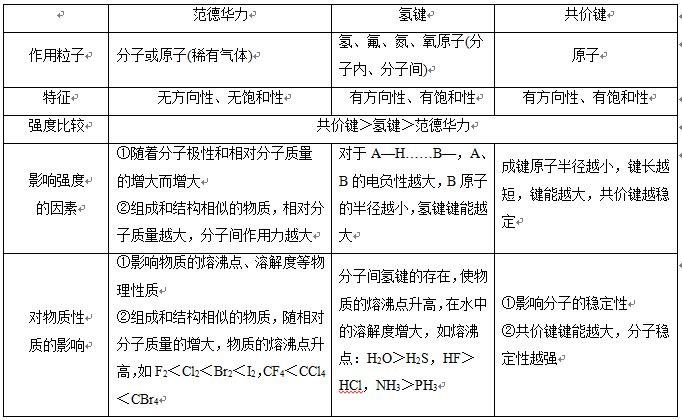 范德华力 氢键 共价键
作用粒子 分子或原子(稀有气体) 氢、氟、氮、氧原子(分子内、分子间) 原子
特征 无方向性、无饱和性 有方向性、有饱和性 有方向性、有饱和性
强度比较 共价键＞氢键＞范德华力
影响强度
的因素
①随着分子极性和相对分子质量
的增大而增大
②组成和结构相似的物质，相对分
子质量越大，分子间作用力越大
对于 A—H……B—，A、
B 的电负性越大，B 原子
的半径越小，氢键键能越
大
成键原子半径越小，键长越
短，键能越大，共价键越稳
定
对物质性
质的影响
①影响物质的熔沸点、溶解度等物
理性质
②组成和结构相似的物质，随相对
分子质量的增大，物质的熔沸点升
高，如 F₂＜Cl₂＜Br₂＜I₂，CF₄＜CCl₄
＜CBr₄
分子间氢键的存在，使物
质的熔沸点升高，在水中
的溶解度增大，如熔沸
点：H₂O＞H₂S，HF＞
HCl，NH₃＞PH₃
①影响分子的稳定性
②共价键键能越大，分子稳
定性越强